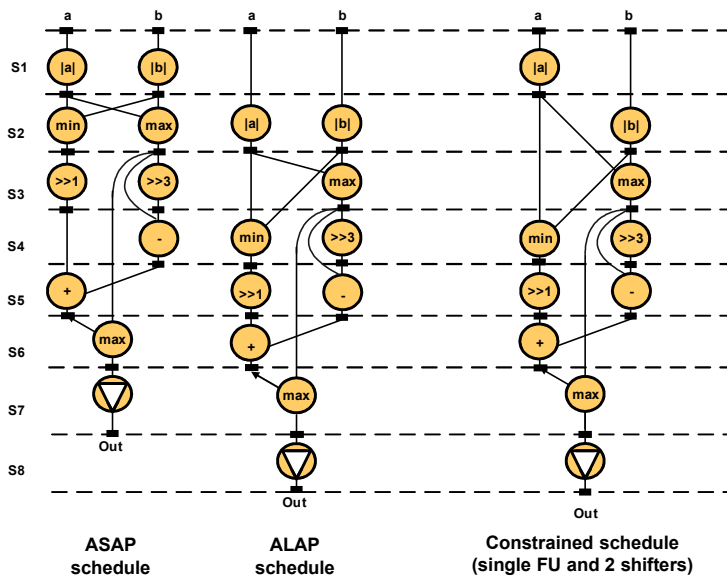 a b a b a b
S1 |a| |b| |a|
S2 min max |a| |b| |b|
S3 >>1 >>3 max max
S4 - min >>3 min >>3
S5 + >>1 - >>1 -
S6 max + +
S7 max max
Out
S8
Out Out
ASAP schedule
ALAP schedule
Constrained schedule
(single FU and 2 shifters)